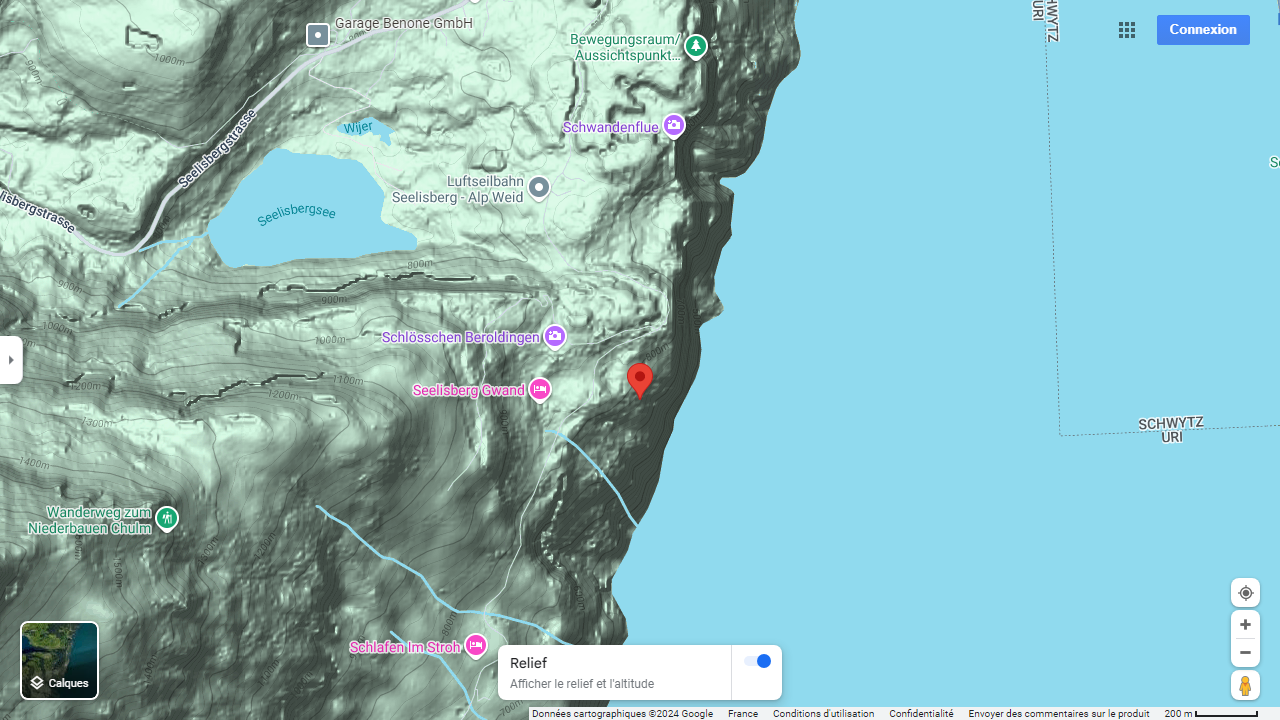 Garage Benone GmbH
SCHWYTZ
URI
Connexion
Bewegungsraum/
Aussichtspunkt...
900m
1000m
Seelisbergstrasse
Wijer
Schwandenflue
Luftseilbahn
Seelisberg - Alp Weid
Seelisbergsee
800m
900m
900m
1000m
1000m
Schlösschen Beroldingen
600m
1100m
1200m
1200m
Seelisberg Gwand
1300m
SCHWYTZ
URI
1400m
Wanderweg zum
Niederbauen Chulm
Schlafen Im Stroh
Relief
Afficher le relief et l'altitude
Calques
700m
Données cartographiques ©2024 Google
France
Conditions d'utilisation
Confidentialité
Envoyer des commentaires sur le produit
200 m